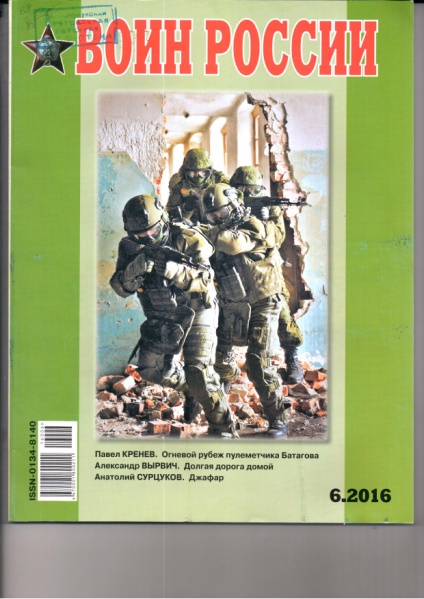 ВОИН РОССИИ
Павел КРЕНЕВ. Огневой рубеж пулеметчика Батагова
Александр ВЫРВИЧ. Долгая дорога домой
Анатолий СУРЦУКОВ. Джафар
6.2016
ISSN-0134-8140